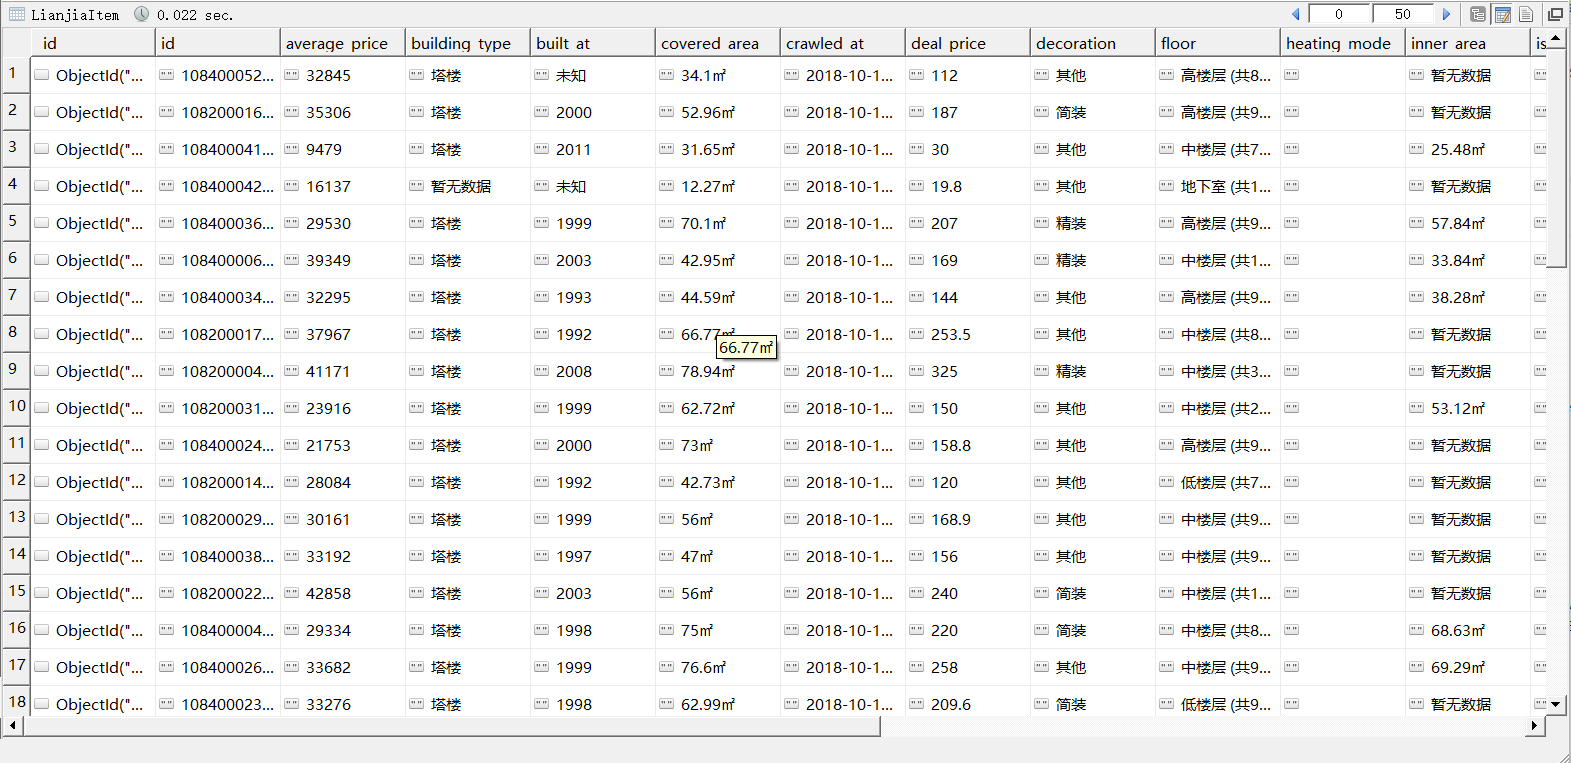 LianjiaItem 0.022 sec. 0 50
id id average price building type built at covered area crawled at deal price decoration floor heating mode inner area is
1 ObjectId("... "" 108400052... "" 32845 "" 塔楼 "" 未知 "" 34.1㎡ "" 2018-10-1... "" 112 "" 其他 "" 高楼层 (共8... "" "" 暂无数据 ""
2 ObjectId("... "" 108200016... "" 35306 "" 塔楼 "" 2000 "" 52.96㎡ "" 2018-10-1... "" 187 "" 简装 "" 高楼层 (共9... "" "" 暂无数据 ""
3 ObjectId("... "" 108400041... "" 9479 "" 塔楼 "" 2011 "" 31.65㎡ "" 2018-10-1... "" 30 "" 其他 "" 中楼层 (共7... "" "" 25.48㎡ ""
4 ObjectId("... "" 108400042... "" 16137 "" 暂无数据 "" 未知 "" 12.27㎡ "" 2018-10-1... "" 19.8 "" 其他 "" 地下室 (共1... "" "" 暂无数据 ""
5 ObjectId("... "" 108400036... "" 29530 "" 塔楼 "" 1999 "" 70.1㎡ "" 2018-10-1... "" 207 "" 精装 "" 高楼层 (共9... "" "" 57.84㎡ ""
6 ObjectId("... "" 108400006... "" 39349 "" 塔楼 "" 2003 "" 42.95㎡ "" 2018-10-1... "" 169 "" 精装 "" 中楼层 (共1... "" "" 33.84㎡ ""
7 ObjectId("... "" 108400034... "" 32295 "" 塔楼 "" 1993 "" 44.59㎡ "" 2018-10-1... "" 144 "" 其他 "" 高楼层 (共9... "" "" 38.28㎡ ""
8 ObjectId("... "" 108200017... "" 37967 "" 塔楼 "" 1992 "" 66.77㎡ "" 2018-10-1... "" 253.5 "" 其他 "" 中楼层 (共8... "" "" 暂无数据 ""
66.77㎡
9 ObjectId("... "" 108200004... "" 41171 "" 塔楼 "" 2008 "" 78.94㎡ "" 2018-10-1... "" 325 "" 精装 "" 中楼层 (共3... "" "" 暂无数据 ""
10 ObjectId("... "" 108200031... "" 23916 "" 塔楼 "" 1999 "" 62.72㎡ "" 2018-10-1... "" 150 "" 其他 "" 中楼层 (共2... "" "" 53.12㎡ ""
11 ObjectId("... "" 108400024... "" 21753 "" 塔楼 "" 2000 "" 73㎡ "" 2018-10-1... "" 158.8 "" 其他 "" 高楼层 (共9... "" "" 暂无数据 ""
12 ObjectId("... "" 108200014... "" 28084 "" 塔楼 "" 1992 "" 42.73㎡ "" 2018-10-1... "" 120 "" 其他 "" 低楼层 (共7... "" "" 暂无数据 ""
13 ObjectId("... "" 108200029... "" 30161 "" 塔楼 "" 1999 "" 56㎡ "" 2018-10-1... "" 168.9 "" 其他 "" 中楼层 (共9... "" "" 暂无数据 ""
14 ObjectId("... "" 108400038... "" 33192 "" 塔楼 "" 1997 "" 47㎡ "" 2018-10-1... "" 156 "" 其他 "" 中楼层 (共9... "" "" 暂无数据 ""
15 ObjectId("... "" 108200022... "" 42858 "" 塔楼 "" 2003 "" 56㎡ "" 2018-10-1... "" 240 "" 简装 "" 中楼层 (共1... "" "" 暂无数据 ""
16 ObjectId("... "" 108400004... "" 29334 "" 塔楼 "" 1998 "" 75㎡ "" 2018-10-1... "" 220 "" 简装 "" 中楼层 (共8... "" "" 68.63㎡ ""
17 ObjectId("... "" 108400026... "" 33682 "" 塔楼 "" 1999 "" 76.6㎡ "" 2018-10-1... "" 258 "" 其他 "" 中楼层 (共9... "" "" 69.29㎡ ""
18 ObjectId("... "" 108400023... "" 33276 "" 塔楼 "" 1998 "" 62.99㎡ "" 2018-10-1... "" 209.6 "" 简装 "" 低楼层 (共9... "" "" 暂无数据 ""